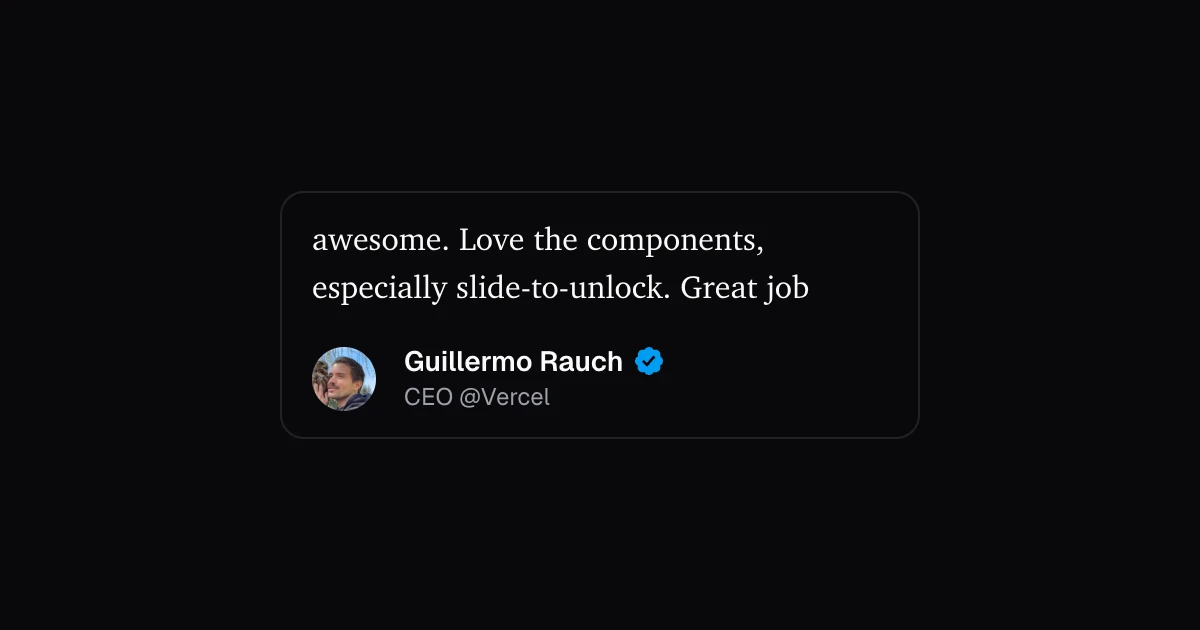 awesome. Love the components,
especially slide-to-unlock. Great job
Guillermo Rauch
CEO @Vercel